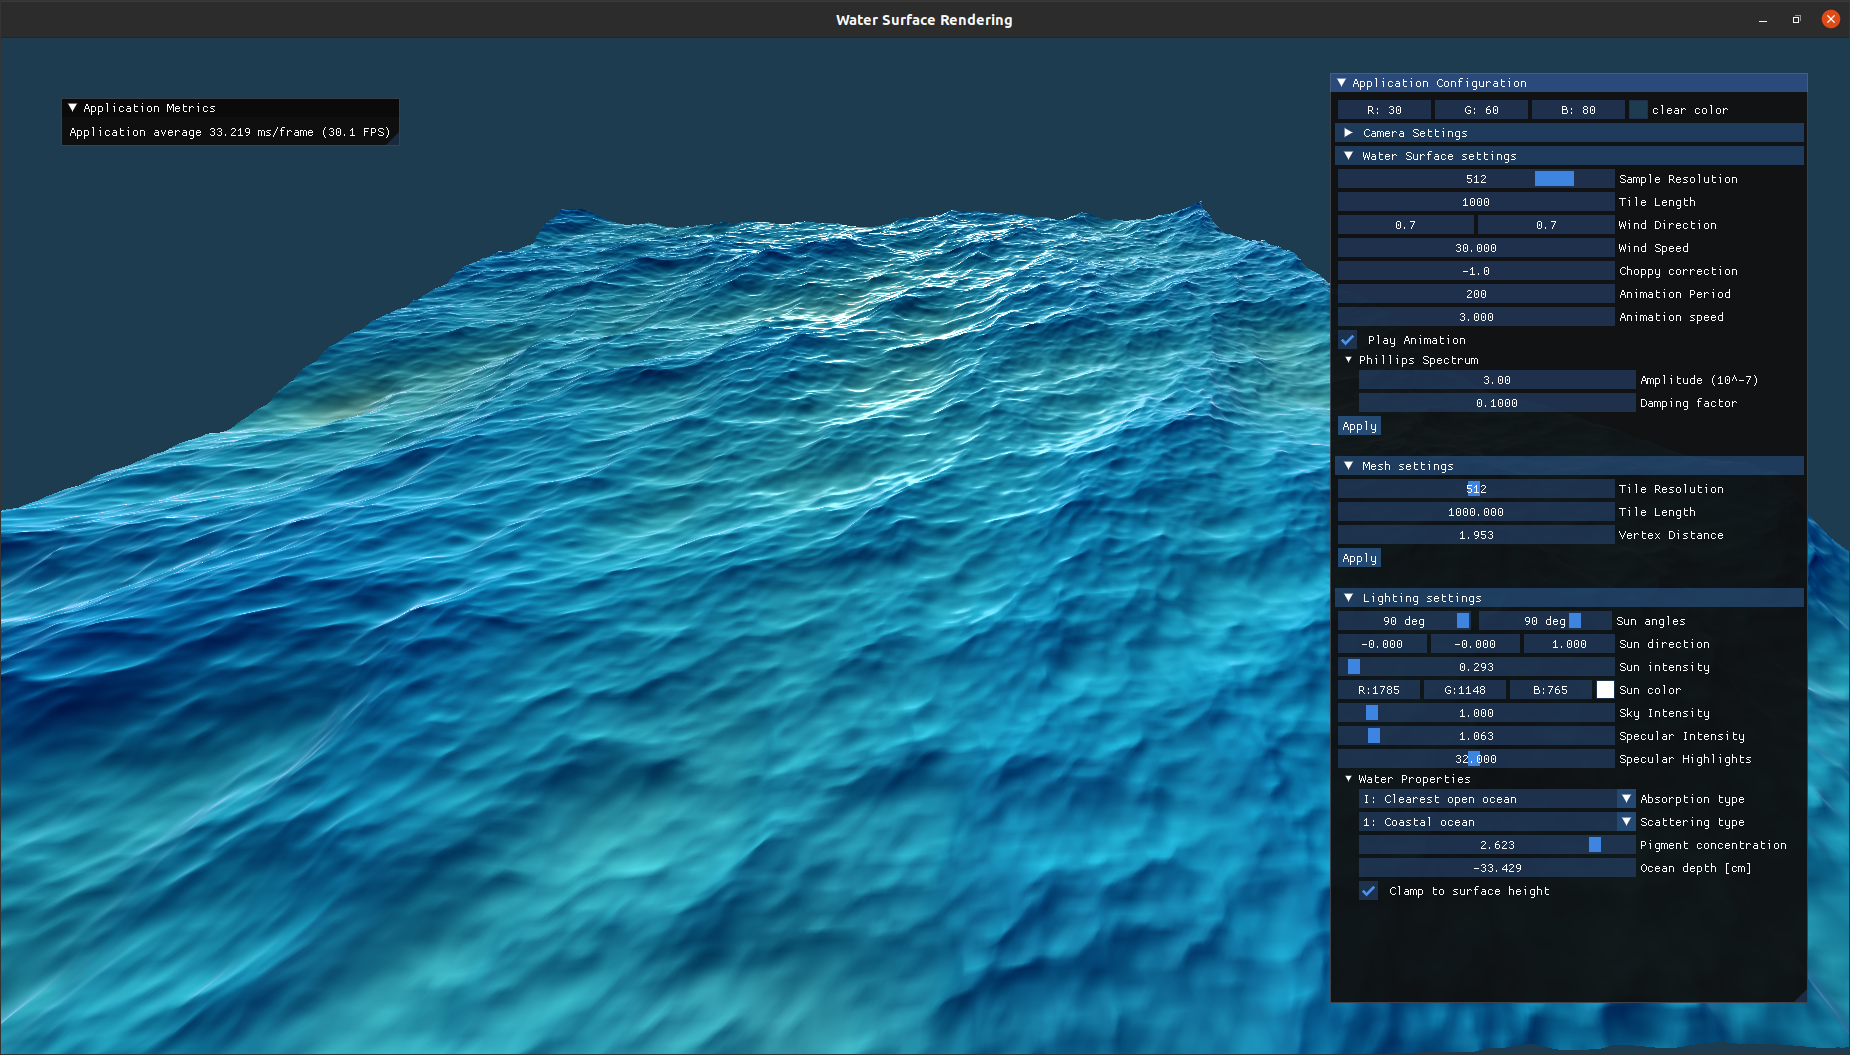 Water Surface Rendering
Application Metrics
Application average 33.219 ms/frame (30.1 FPS)
Application Configuration
R: 30 G: 60 B: 80 clear color
Camera Settings
Water Surface settings
512 Sample Resolution
1000 Tile Length
0.7 0.7 Wind Direction
30.000 Wind Speed
-1.0 Choppy correction
200 Animation Period
3.000 Animation speed
Play Animation
Phillips Spectrum
3.00 Amplitude (10^-7)
0.1000 Damping factor
Apply
Mesh settings
512 Tile Resolution
1000.000 Tile Length
1.953 Vertex Distance
Apply
Lighting settings
90 deg 90 deg Sun angles
-0.000 -0.000 1.000 Sun direction
0.293 Sun intensity
R:1785 G:1148 B:765 Sun color
1.000 Sky Intensity
1.063 Specular Intensity
32.000 Specular Highlights
Water Properties
I: Clearest open ocean Absorption type
1: Coastal ocean Scattering type
2.623 Pigment concentration
-33.429 Ocean depth [cm]
Clamp to surface height